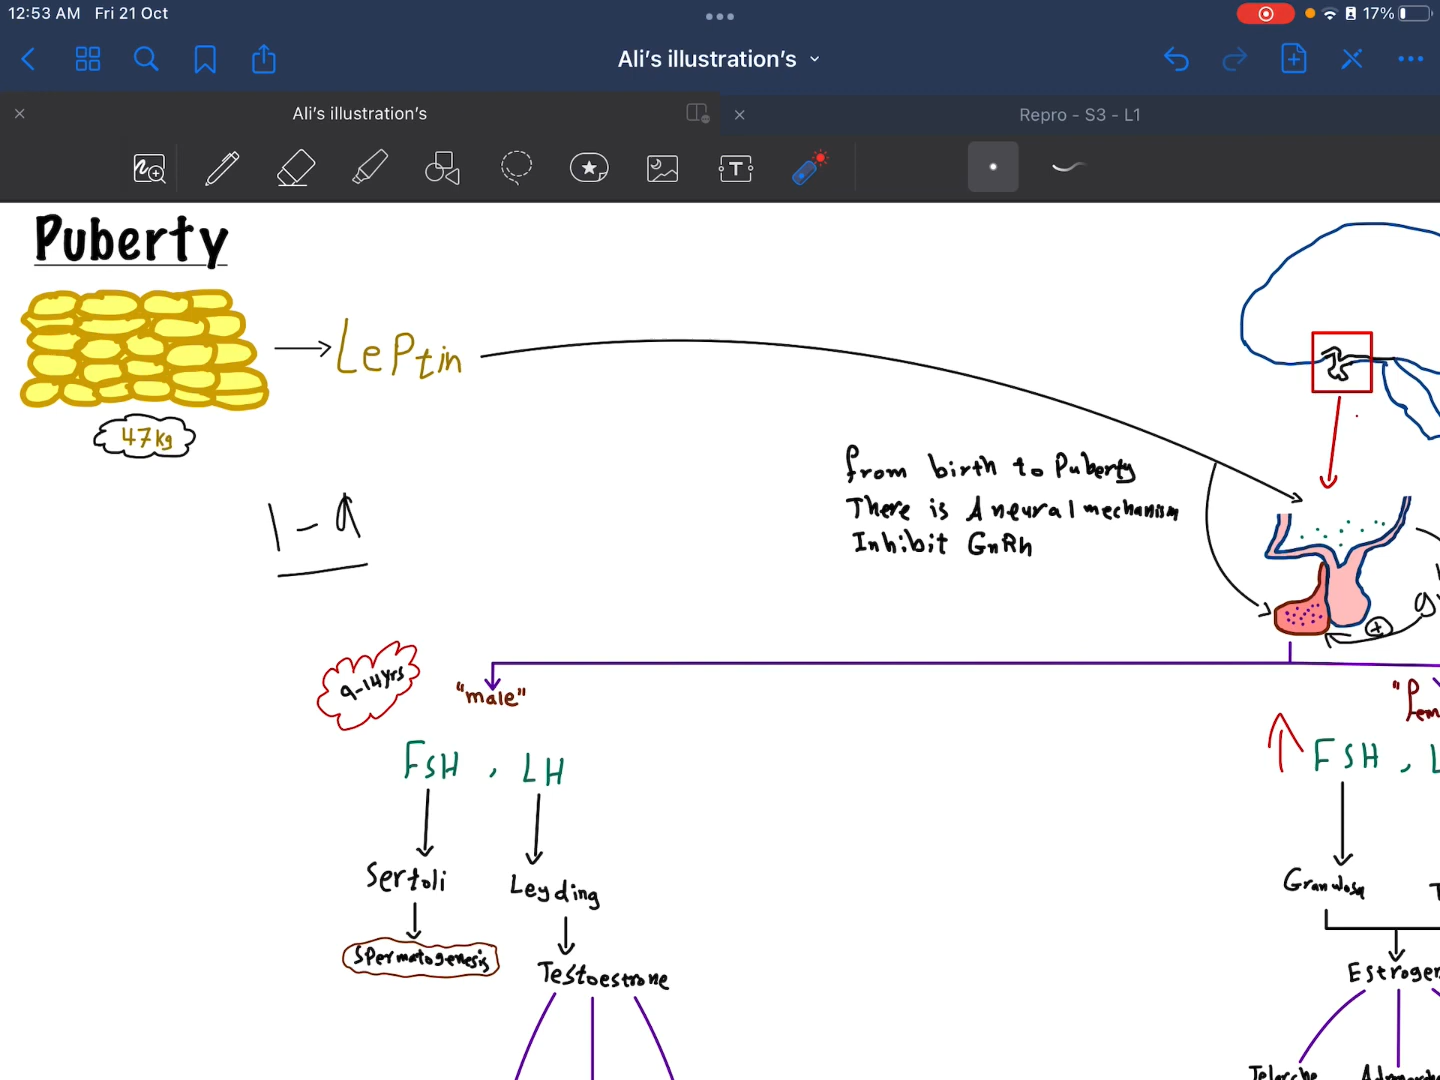 12:53 AM Fri 21 Oct
17%
Ali's illustration's
Ali's illustration's
Repro - S3 - L1
Puberty
Leptin
47kg
from birth to Puberty
There is A neural mechanism
Inhibit GnRh
9-14yrs
"male"
"Fem
FSH , LH
FSH , L
Sertoli
Leyding
Granulosa
T
Spermatogenesis
Testoestrone
Estrogen
Telarche